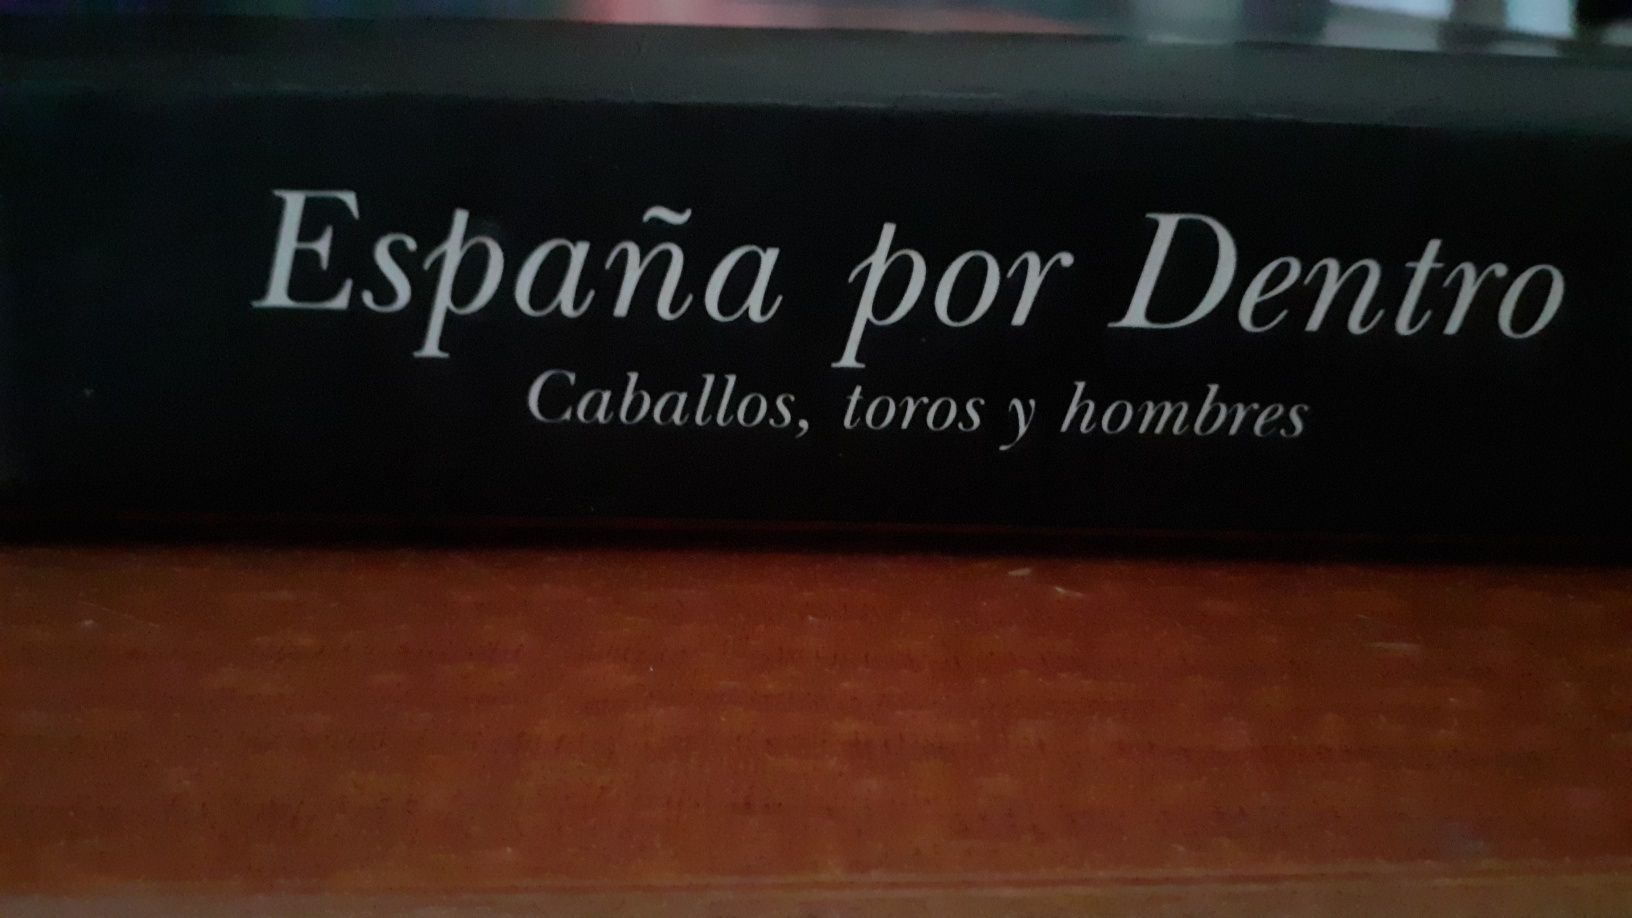 España por Dentro
Caballos, toros y hombres